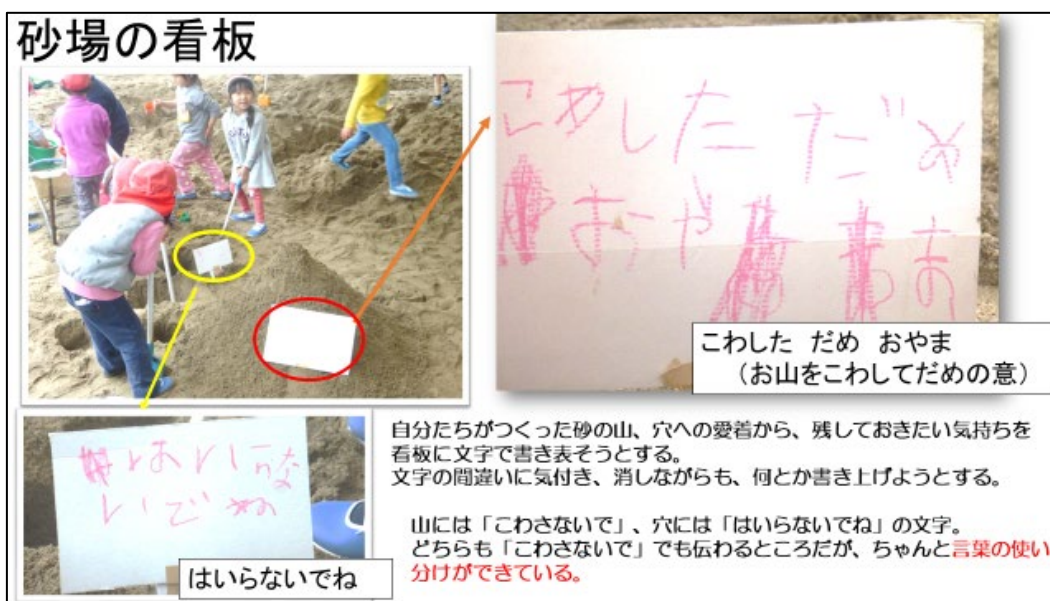 砂場の看板
こわした だめ
おや ま
こわした だめ おやま
(お山をこわしてだめの意)
はいらな
いでね
はいらないでね
自分たちがつくった砂の山、穴への愛着から、残しておきたい気持ちを
看板に文字で書き表そうとする。
文字の間違いに気付き、消しながらも、何とか書き上げようとする。
山には「こわさないで」、穴には「はいらないでね」の文字。
どちらも「こわさないで」でも伝わるところだが、ちゃんと言葉の使い
分けができている。